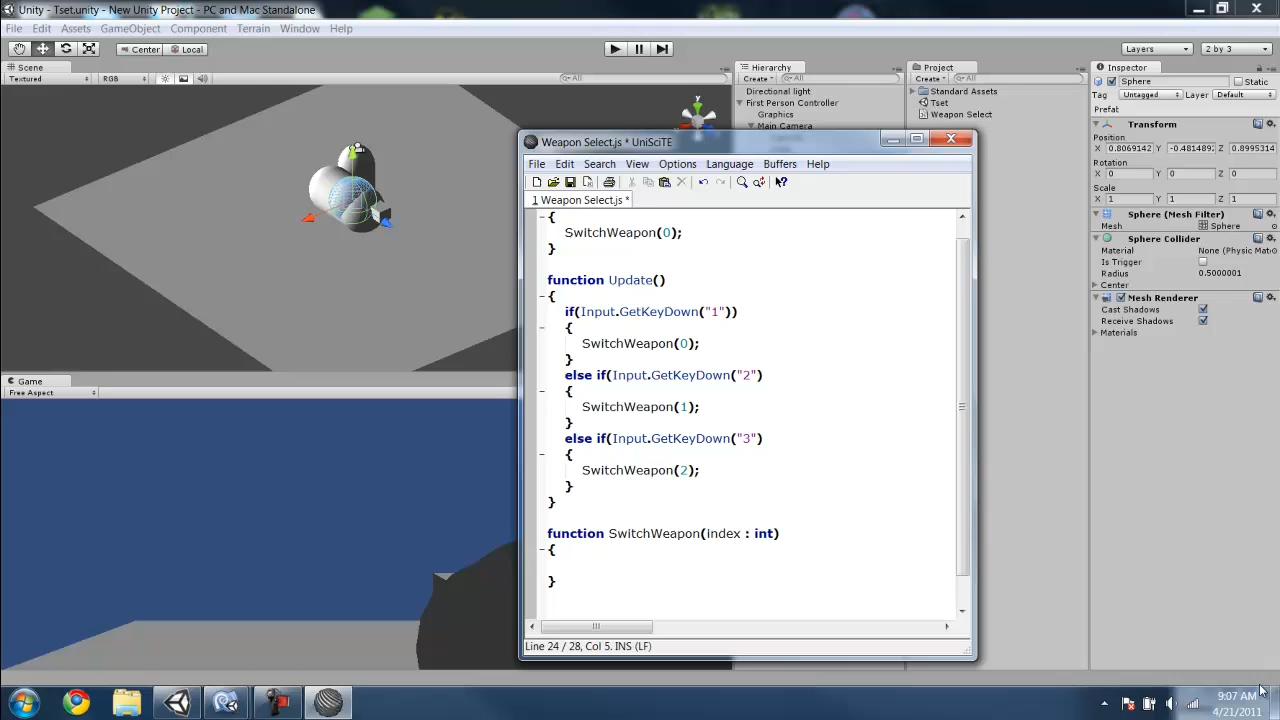 Unity - Tset.unity - New Unity Project - PC and Mac Standalone
File Edit Assets GameObject Component Terrain Window Help
Center Local Layers 2 by 3
Scene Hierarchy Project Inspector
Textured RGB All Create All Create All Sphere Static
Directional light Standard Assets Tag Untagged Layer Default
First Person Controller Tset Prefat
Graphics Weapon Select Transform
Main Camera
Position
X 0.8069142 Y -0.481489 Z 0.8995314
Rotation
X 0 Y 0 Z 0
Scale
X 1 Y 1 Z 1
Sphere (Mesh Filter)
Mesh Sphere
Sphere Collider
Material None (Physic Mat
Is Trigger
Radius 0.5000001
Center
Mesh Renderer
Cast Shadows
Receive Shadows
Materials
y
Weapon Select.js * UniSciTE
File Edit Search View Options Language Buffers Help
1 Weapon Select.js *
{
SwitchWeapon(0);
}
function Update()
{
if(Input.GetKeyDown("1"))
{
SwitchWeapon(0);
}
else if(Input.GetKeyDown("2")
{
SwitchWeapon(1);
}
else if(Input.GetKeyDown("3")
{
SwitchWeapon(2);
}
}
function SwitchWeapon(Index : int)
{
}
Line 24 / 28, Col 5. INS (LF)
Game
Free Aspect
9:07 AM
4/21/2011